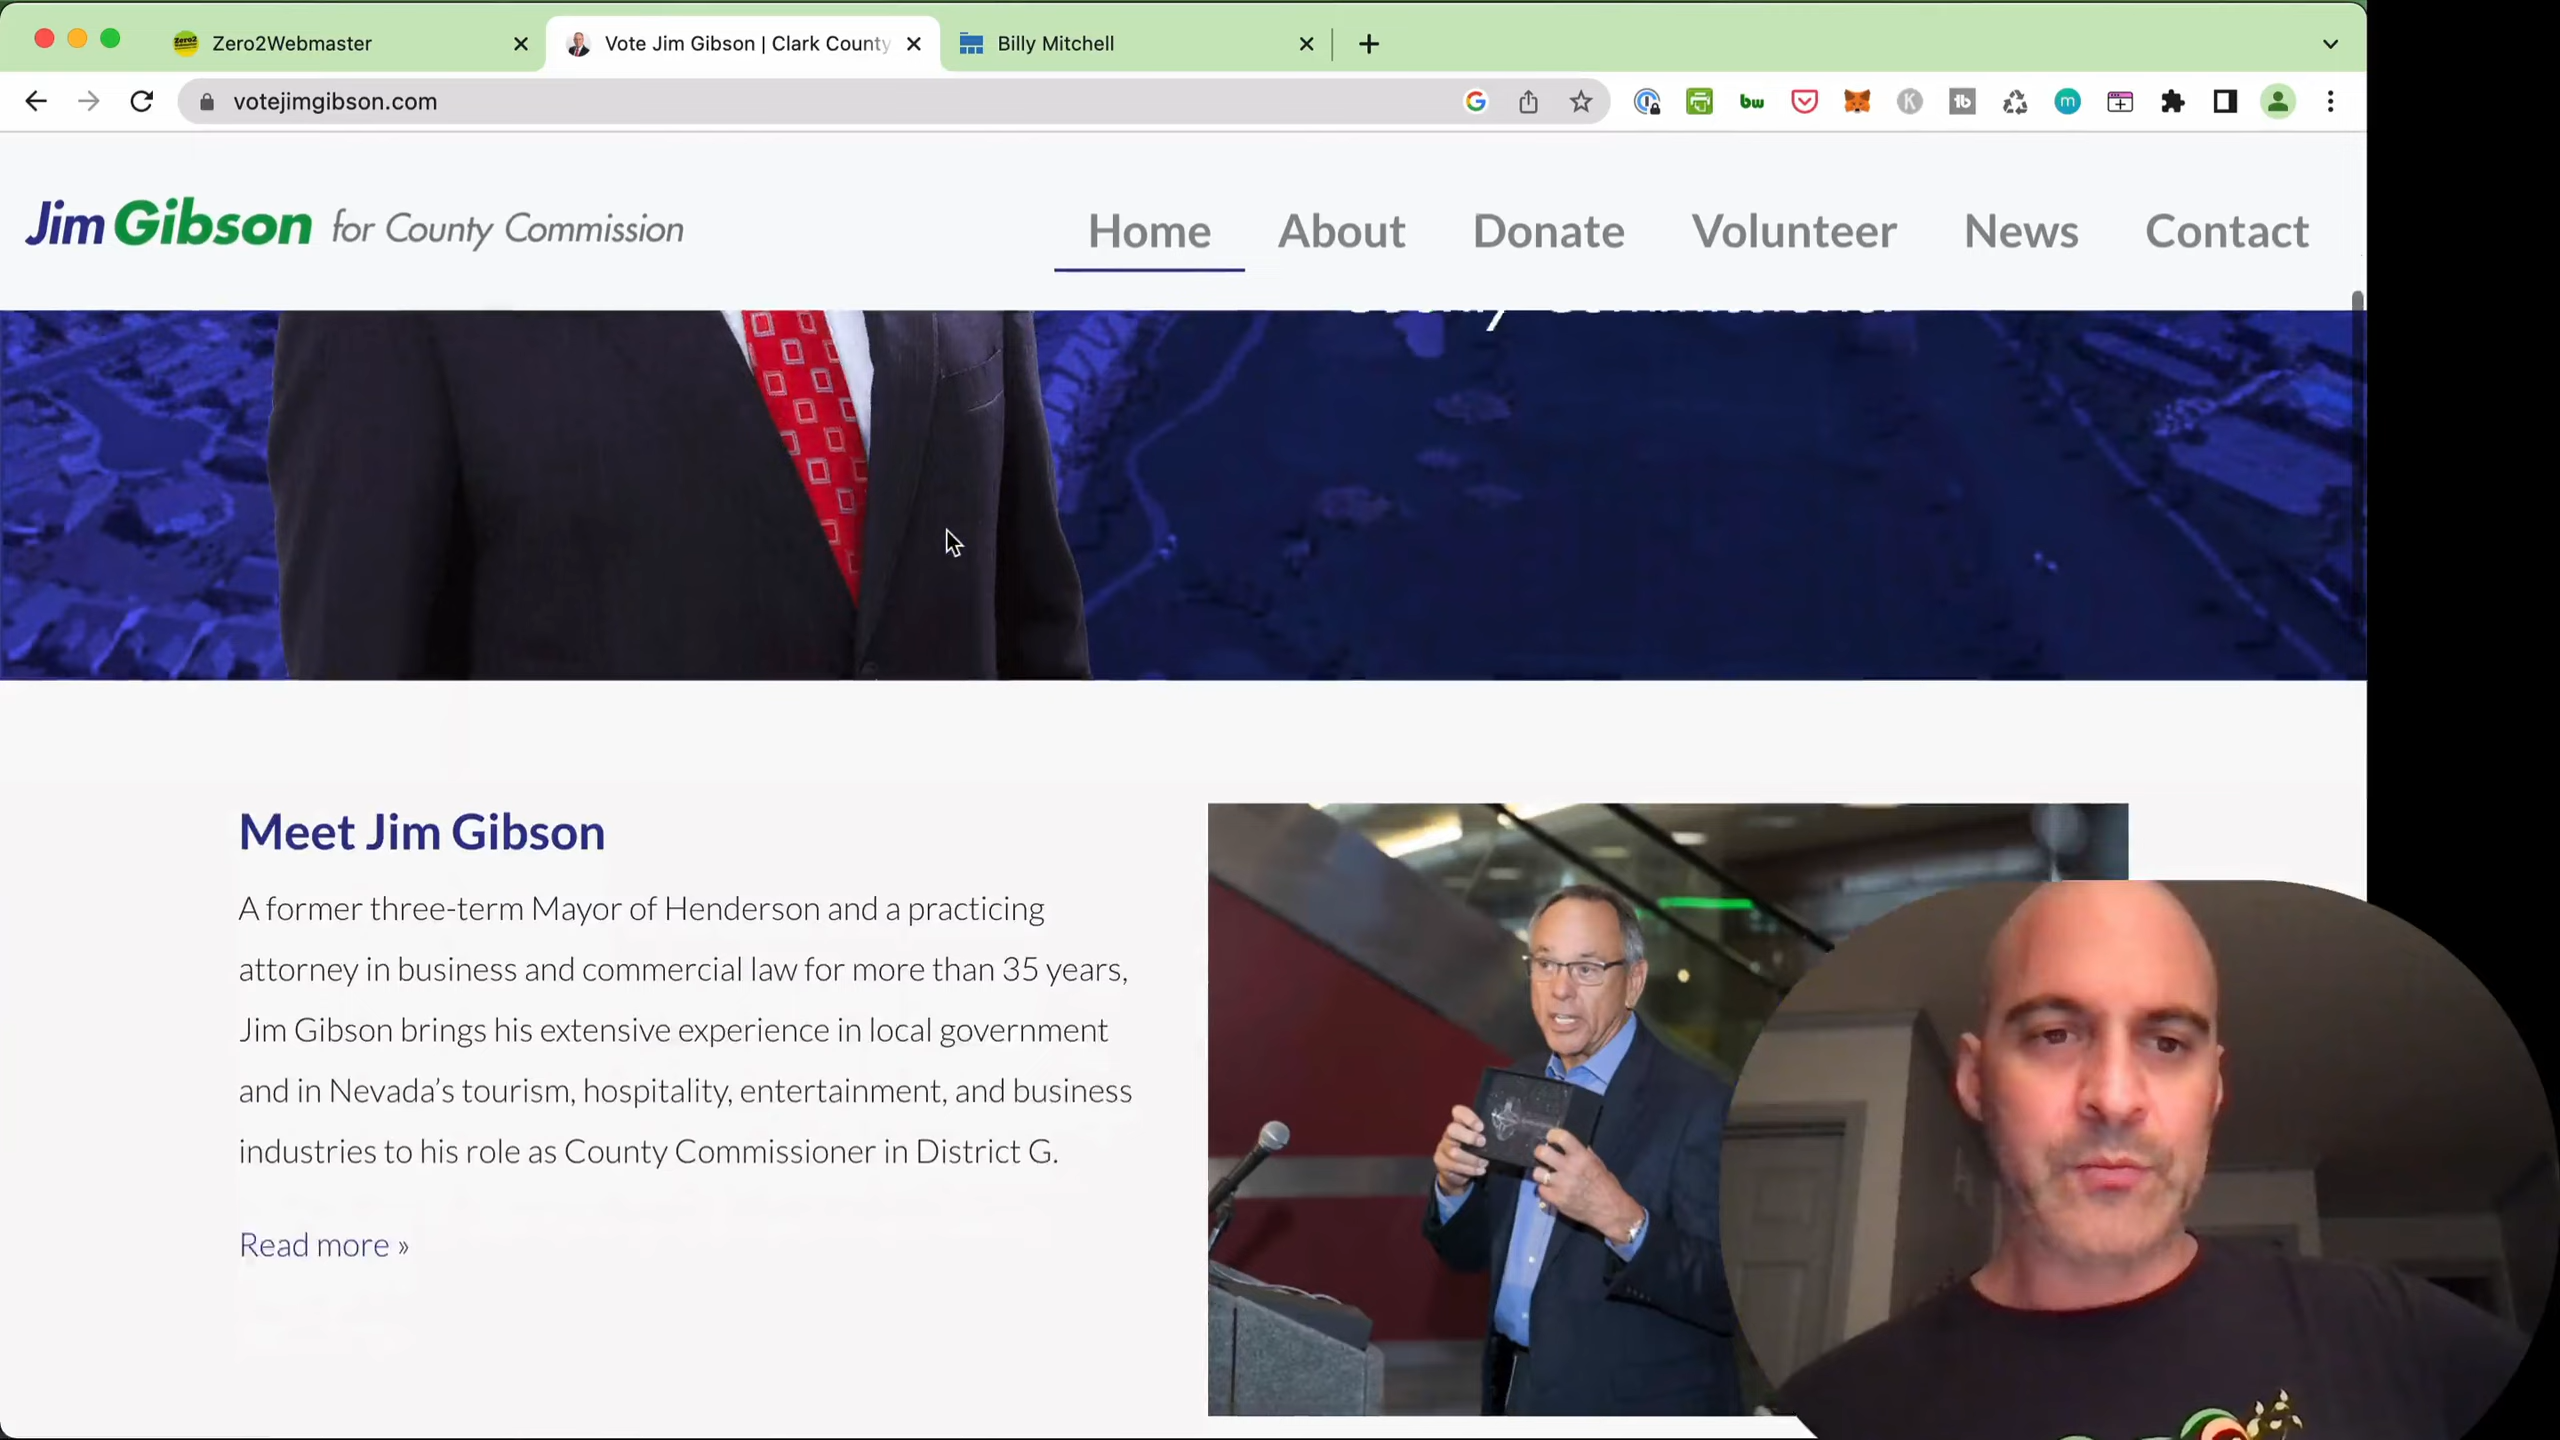 Zero2Webmaster
Vote Jim Gibson | Clark County
Billy Mitchell
votejimgibson.com
Jim Gibson for County Commission
Home
About
Donate
Volunteer
News
Contact
Meet Jim Gibson
A former three-term Mayor of Henderson and a practicing
attorney in business and commercial law for more than 35 years,
Jim Gibson brings his extensive experience in local government
and in Nevada’s tourism, hospitality, entertainment, and business
industries to his role as County Commissioner in District G.
Read more »